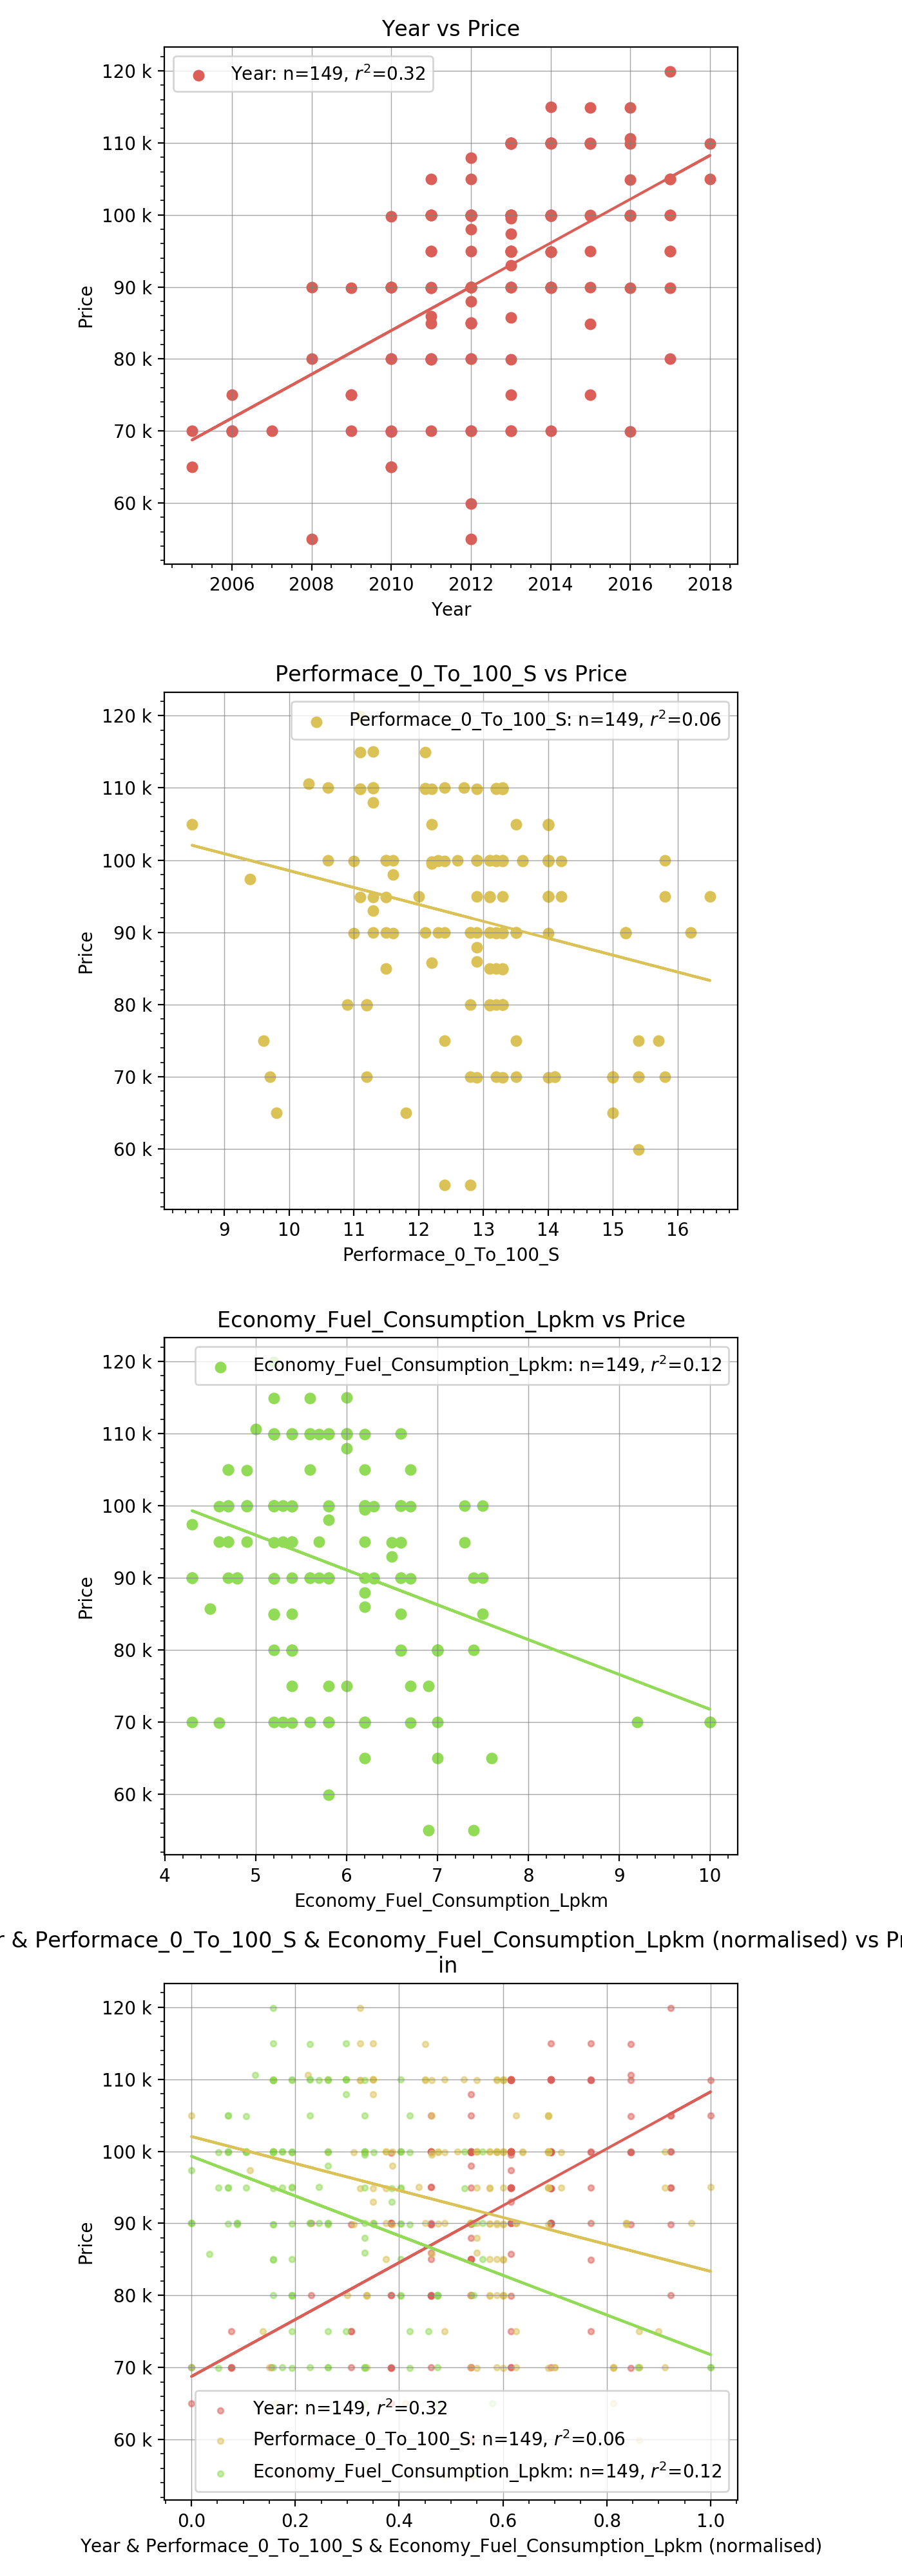 Year vs Price
120 k
110 k
100 k
90 k
80 k
70 k
60 k
Price
Year: n=149, r²=0.32
2006 2008 2010 2012 2014 2016 2018
Year
Performace_0_To_100_S vs Price
120 k
110 k
100 k
90 k
80 k
70 k
60 k
Price
Performace_0_To_100_S: n=149, r²=0.06
9 10 11 12 13 14 15 16
Performace_0_To_100_S
Economy_Fuel_Consumption_Lpkm vs Price
120 k
110 k
100 k
90 k
80 k
70 k
60 k
Price
Economy_Fuel_Consumption_Lpkm: n=149, r²=0.12
4 5 6 7 8 9 10
Economy_Fuel_Consumption_Lpkm
& Performace_0_To_100_S & Economy_Fuel_Consumption_Lpkm (normalised) vs
in
120 k
110 k
100 k
90 k
80 k
70 k
60 k
Price
Year: n=149, r²=0.32
Performace_0_To_100_S: n=149, r²=0.06
Economy_Fuel_Consumption_Lpkm: n=149, r²=0.12
0.0 0.2 0.4 0.6 0.8 1.0
Year & Performace_0_To_100_S & Economy_Fuel_Consumption_Lpkm (normalised)